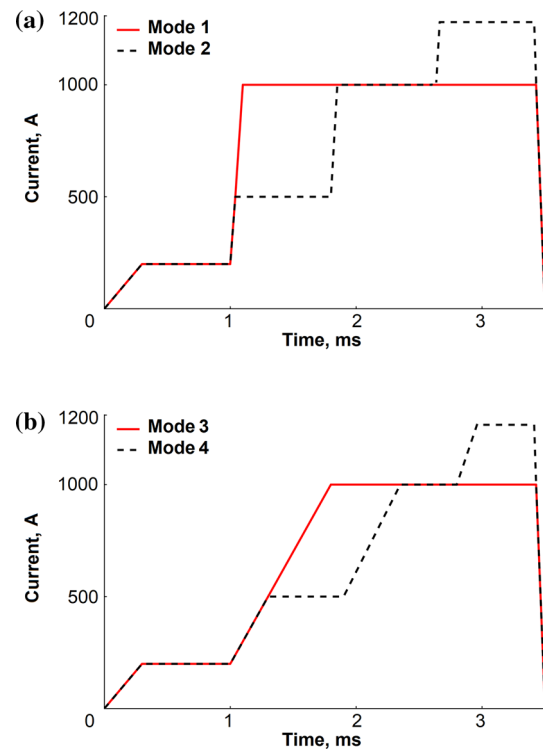 (a)
1200
Mode 1
Mode 2
1000
Current, A
500
0
1
2
3
Time, ms
(b)
1200
Mode 3
Mode 4
1000
Current, A
500
0
1
2
3
Time, ms